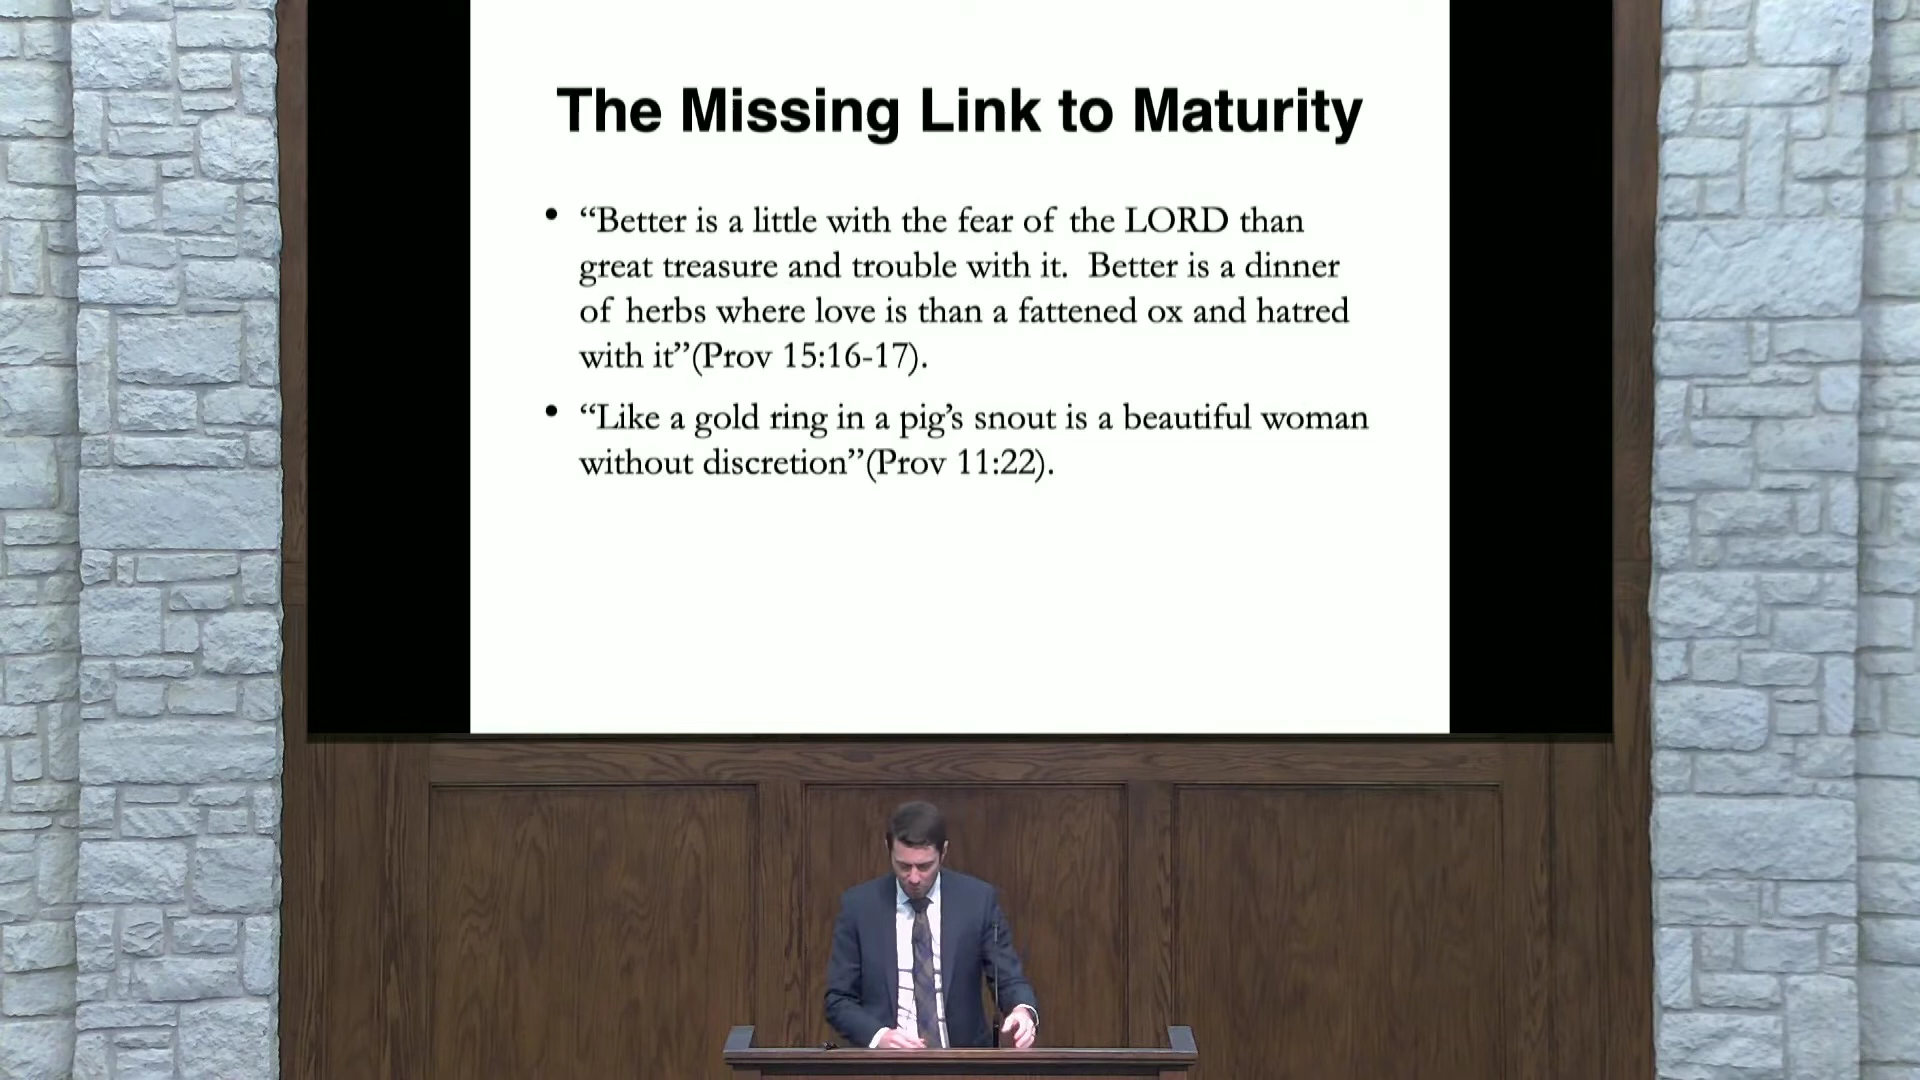 The Missing Link to Maturity
• “Better is a little with the fear of the LORD than
great treasure and trouble with it.  Better is a dinner
of herbs where love is than a fattened ox and hatred
with it”(Prov 15:16-17).
• “Like a gold ring in a pig’s snout is a beautiful woman
without discretion”(Prov 11:22).